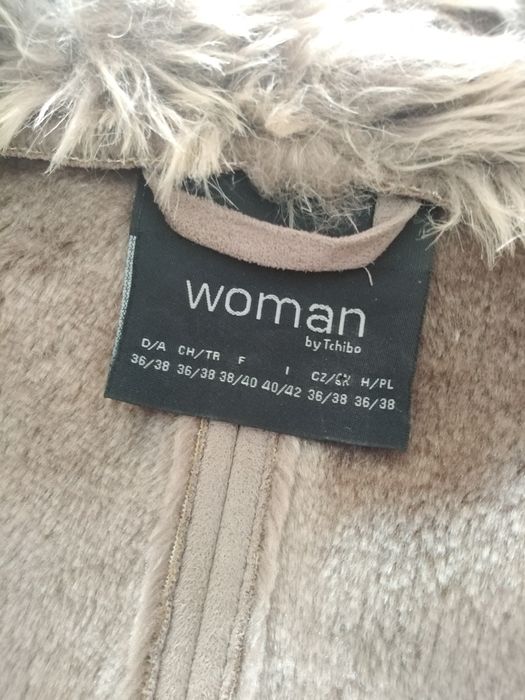 woman
by Tchibo
D/A CH/TR F I CZ/SK H/PL
36/38 36/38 38/40 40/42 36/38 36/38